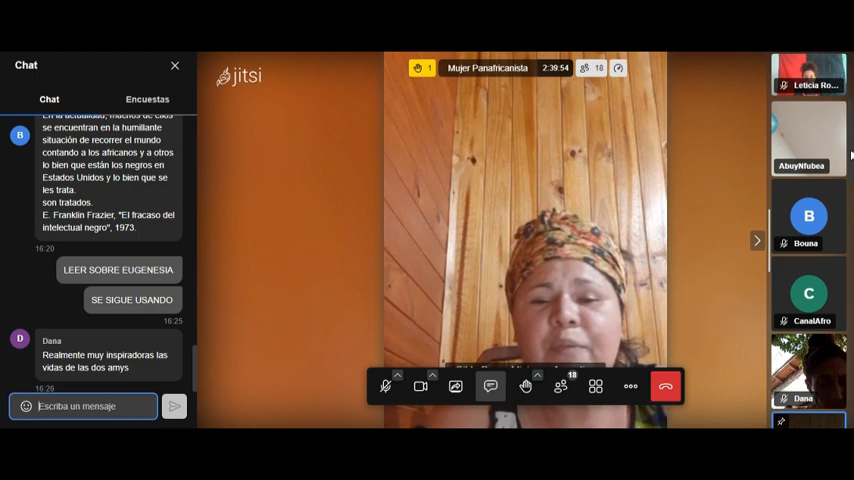 Chat
Chat Encuestas
En la actualidad, muchos de ellos
se encuentran en la humillante
situación de recorrer el mundo
contando a los africanos y a otros
lo bien que están los negros en
Estados Unidos y lo bien que se
les trata.
son tratados.
E. Franklin Frazier, "El fracaso del
intelectual negro", 1973.
B
16:20
LEER SOBRE EUGENESIA
SE SIGUE USANDO
16:25
D
Dana
Realmente muy inspiradoras las
vidas de las dos amys
16:26
Escriba un mensaje
jitsi
1
Mujer Panafricanista 2:39:54
18
18
Leticia Ro...
AbuyNfubea
B
Bouna
C
CanalAfro
Dana